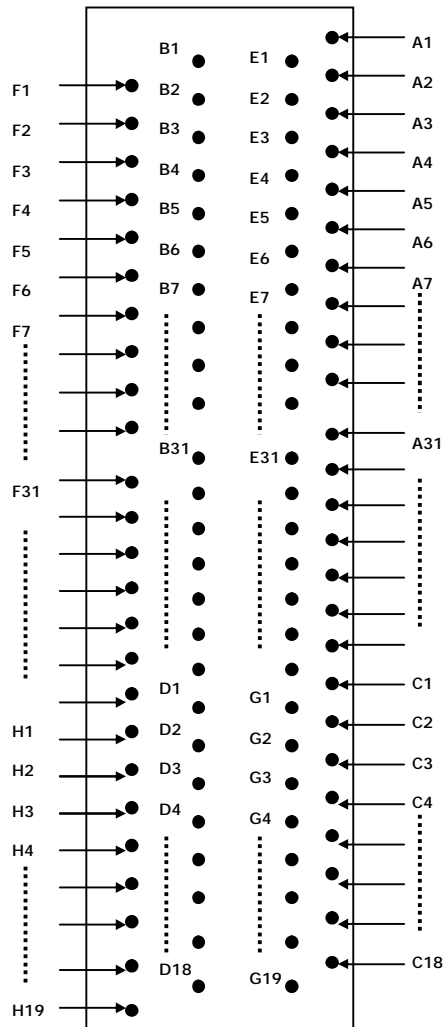 B1 E1 A1
F1 B2 E2 A2
F2 B3 E3 A3
F3 B4 E4 A4
F4 B5 E5 A5
F5 B6 E6 A6
F6 B7 E7 A7
F7
B31 E31 A31
F31
D1 G1 C1
H1 D2 G2 C2
H2 D3 G3 C3
H3 D4 G4 C4
H4
D18 G19 C18
H19